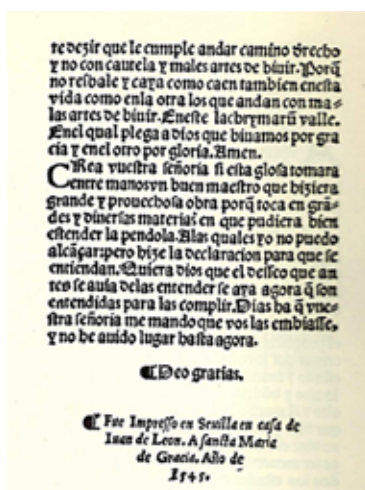 te dezir que le cumple andar camino drecho
y no con cautela y males artes de biuir. Porq̃
no resbale y caya como caen tambien enesta
vida como enla otra los que andan con ma⸗
las artes de biuir. Eneste lachrymarũ valle.
Enel qual plega a dios que biuamos por gra
cia y enel otro por gloria. Amen.
CRea vuestra señoria si esta glosa tomara
entre manos vn buen maestro que hiziera
grande y prouechosa obra porq̃ toca en grã⸗
des y diuersas materias en que pudiera bien
estender la pendola. Alas quales yo no puedo
alcãçar: pero hize la declaracion para que se
entiendan. Quiera dios que el desseo que an
tes se auia delas entender se aya agora q̃ son
entendidas para las complir. Dias ha q̃ vue⸗
stra señoria me mando que vos las embiasse,
y no he auido lugar hasta agora.
¶ Deo gratias.
¶ Fue Impresso en Seuilla en casa de
Iuan de Leon. A sancta Maria
de Gracia. Año de
1545.